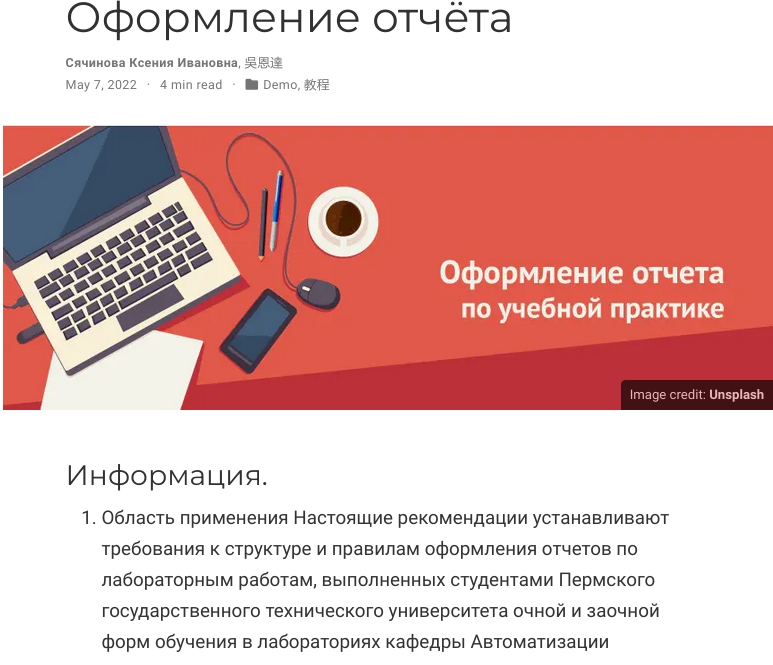 Оформление отчёта
Сячинова Ксения Ивановна, 吳恩達
May 7, 2022 · 4 min read · Demo, 教程
Оформление отчета
по учебной практике
Image credit: Unsplash
Информация.
1. Область применения Настоящие рекомендации устанавливают
требования к структуре и правилам оформления отчетов по
лабораторным работам, выполненных студентами Пермского
государственного технического университета очной и заочной
форм обучения в лабораториях кафедры Автоматизации